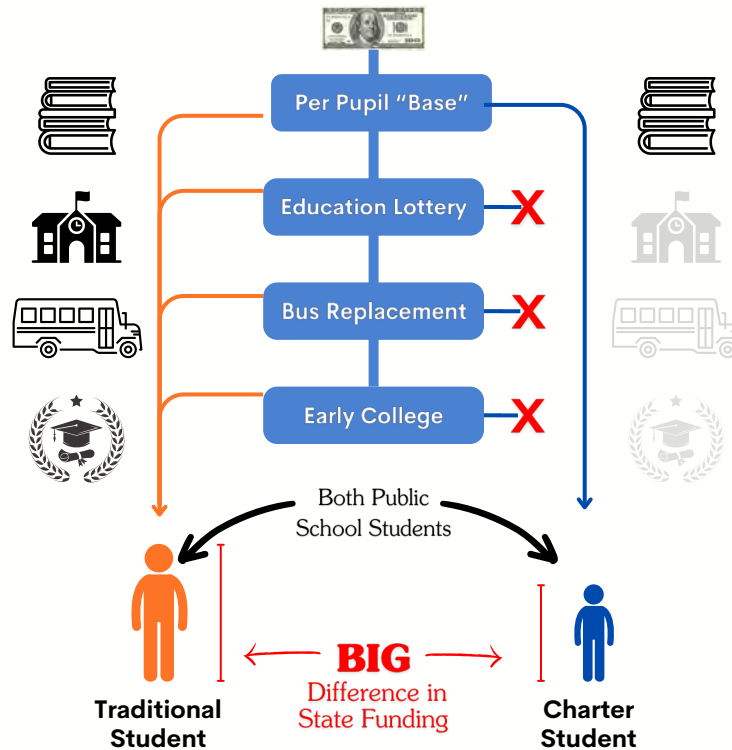 Per Pupil “Base”
Education Lottery
X
Bus Replacement
X
Early College
X
Both Public
School Students
BIG
Difference in
State Funding
Traditional
Student
Charter
Student